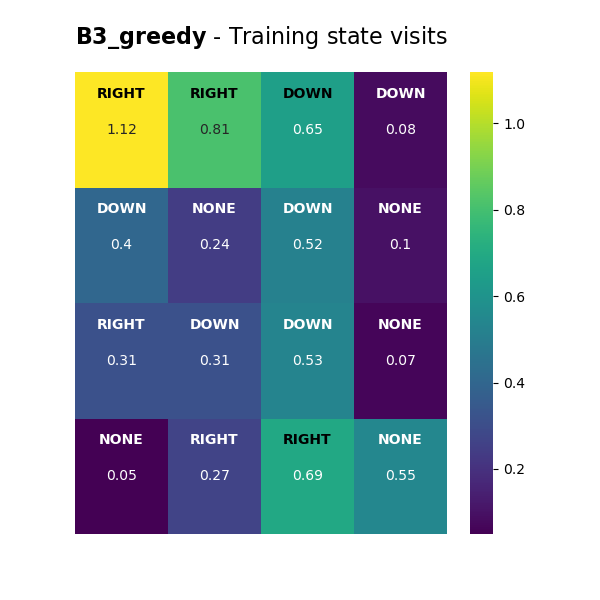 B3_greedy - Training state visits
RIGHT RIGHT DOWN DOWN
1.12 0.81 0.65 0.08
DOWN NONE DOWN NONE
0.4 0.24 0.52 0.1
RIGHT DOWN DOWN NONE
0.31 0.31 0.53 0.07
NONE RIGHT RIGHT NONE
0.05 0.27 0.69 0.55
1.0
0.8
0.6
0.4
0.2